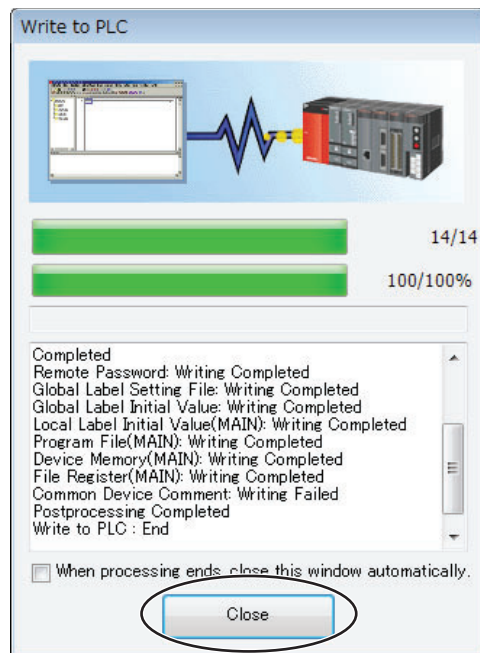 Write to PLC
14/14
100/100%
Completed
Remote Password: Writing Completed
Global Label Setting File: Writing Completed
Global Label Initial Value: Writing Completed
Local Label Initial Value(MAIN): Writing Completed
Program File(MAIN): Writing Completed
Device Memory(MAIN): Writing Completed
File Register(MAIN): Writing Completed
Common Device Comment: Writing Failed
Postprocessing Completed
Write to PLC : End
When processing ends, close this window automatically.
Close